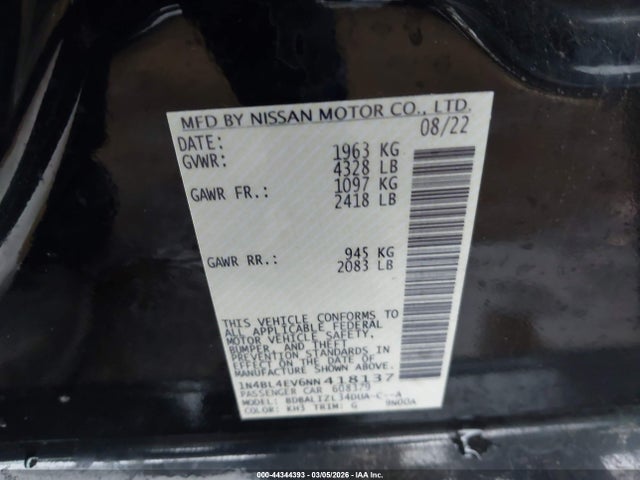 MFD BY NISSAN MOTOR CO., LTD.
DATE: 08/22
GVWR: 1963 KG
4328 LB
GAWR FR.: 1097 KG
2418 LB
GAWR RR.: 945 KG
2083 LB
THIS VEHICLE CONFORMS TO
ALL APPLICABLE FEDERAL
MOTOR VEHICLE SAFETY,
BUMPER, AND THEFT
PREVENTION STANDARDS
IN EFFECT ON THE DATE OF
MANUFACTURE SHOWN ABOVE.
1N4BL4EV6NN418137
PASSENGER CAR 608379
MODEL:
COLOR: KH3 TRIM: G 9N00A
000-44344393 — 03/05/2026 — IAA Inc.